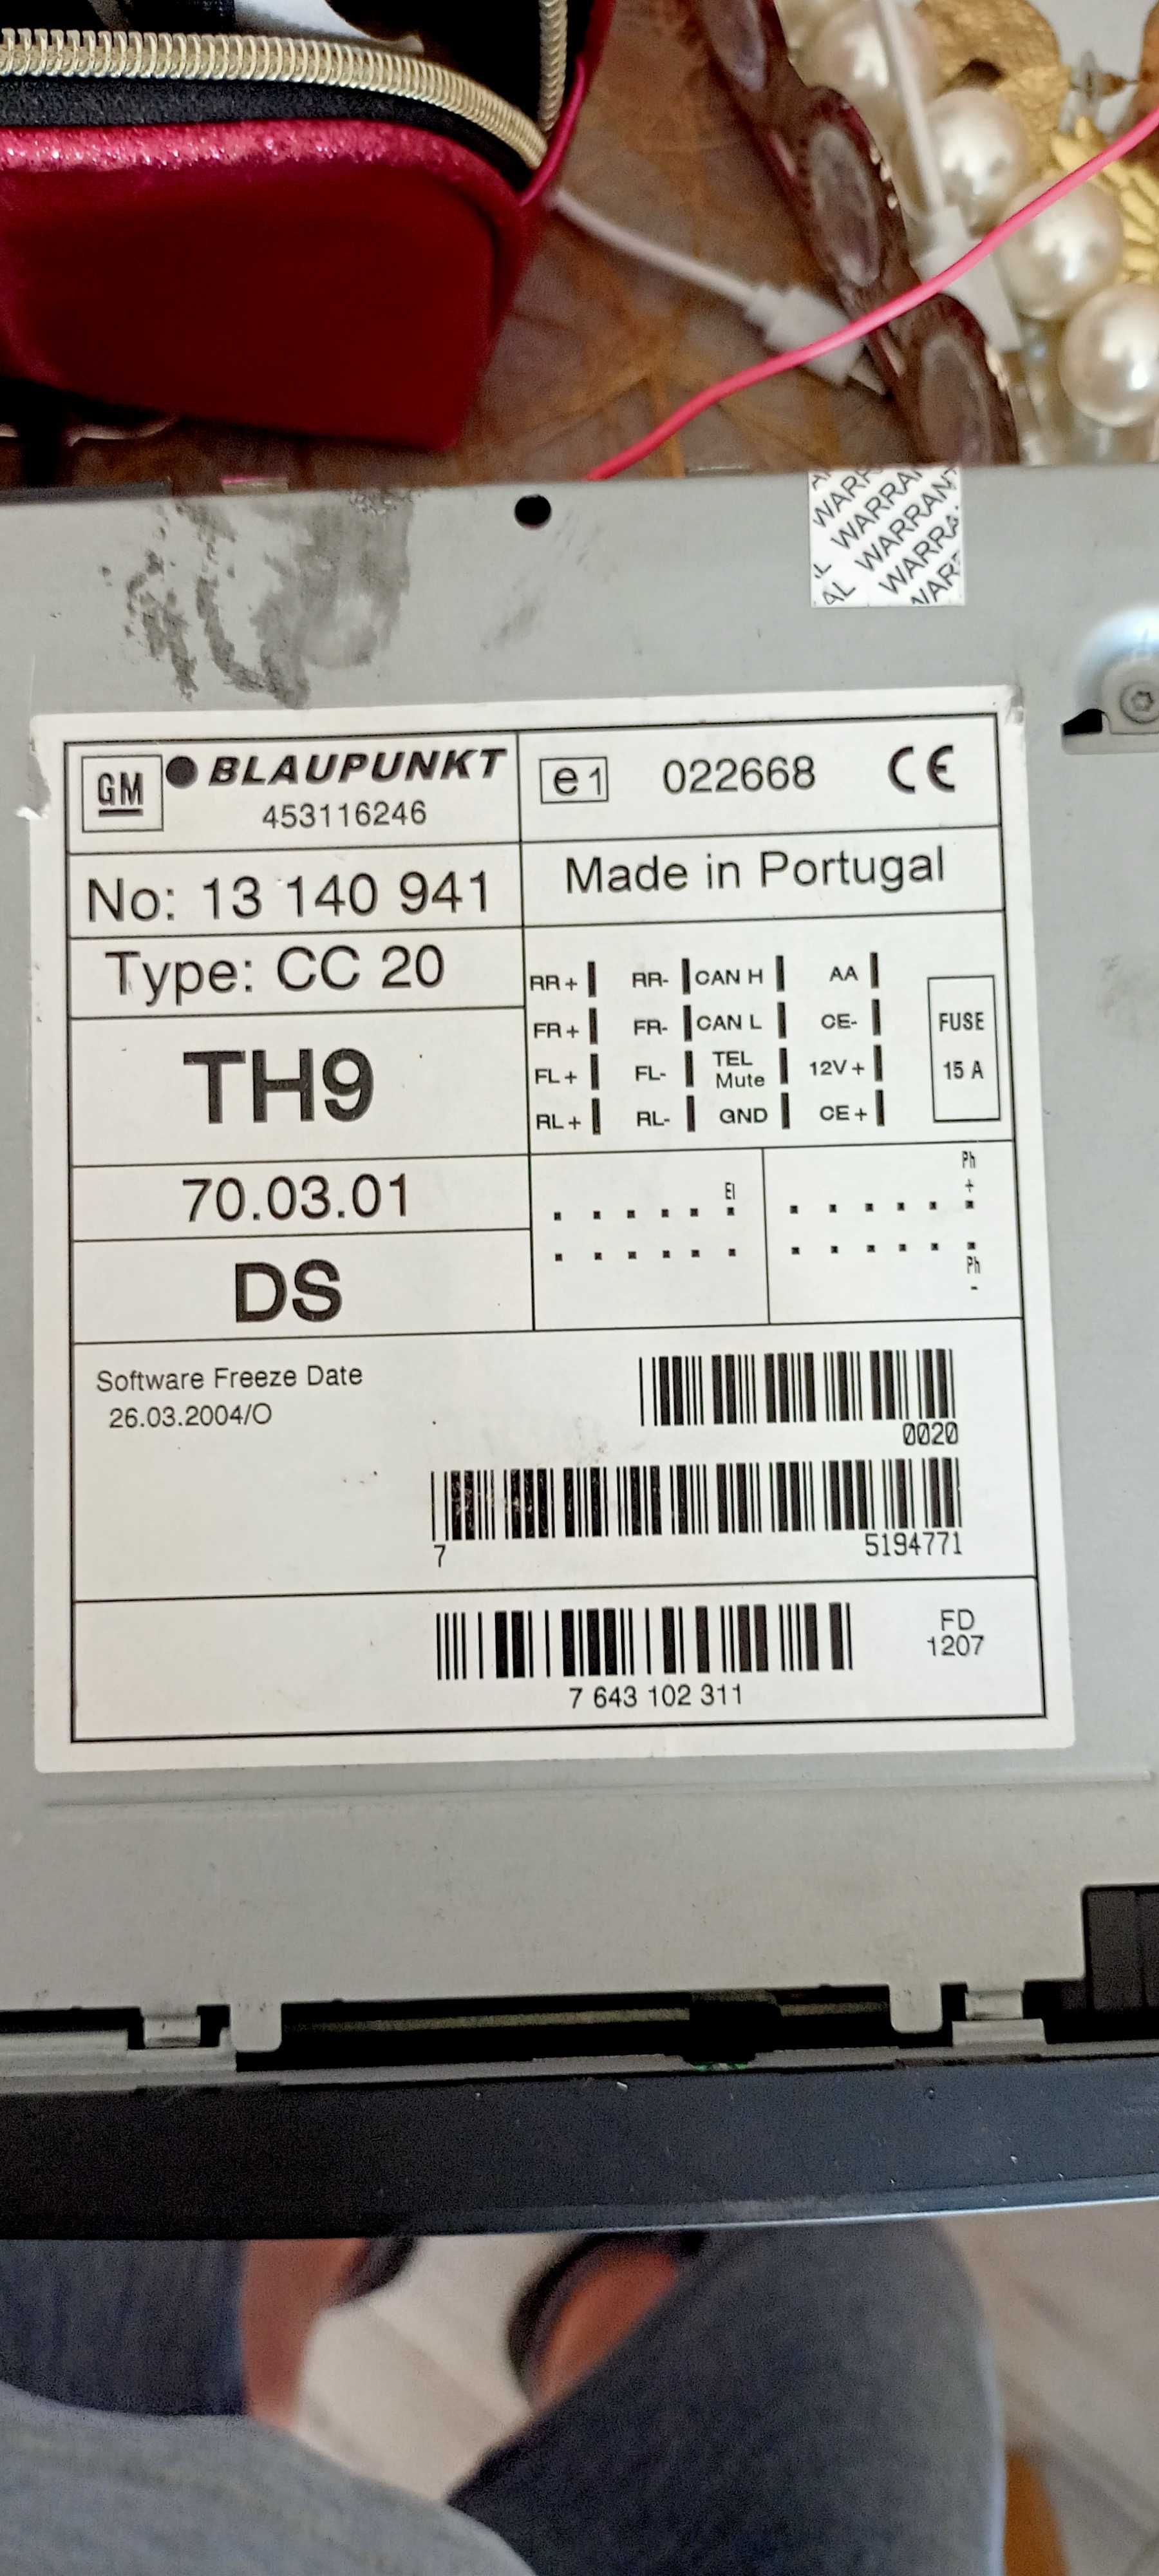 WARRANT
WARRANT
GM
BLAUPUNKT
453116246
e1 022668 CE
No: 13 140 941
Made in Portugal
Type: CC 20
TH9
70.03.01
DS
RR+ RR- CAN H AA
FR+ FR- CAN L CE-
FL+ FL- TEL Mute 12V+
RL+ RL- GND CE+
FUSE
15 A
El
Ph
+
Ph
-
Software Freeze Date
26.03.2004/O
0020
7 5194771
7 643 102 311
FD
1207